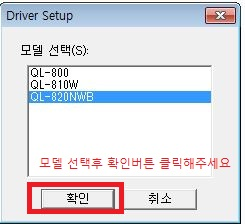 Driver Setup
모델 선택(S):
QL-800
QL-810W
QL-820NWB
모델 선택후 확인버튼 클릭해주세요
확인 취소